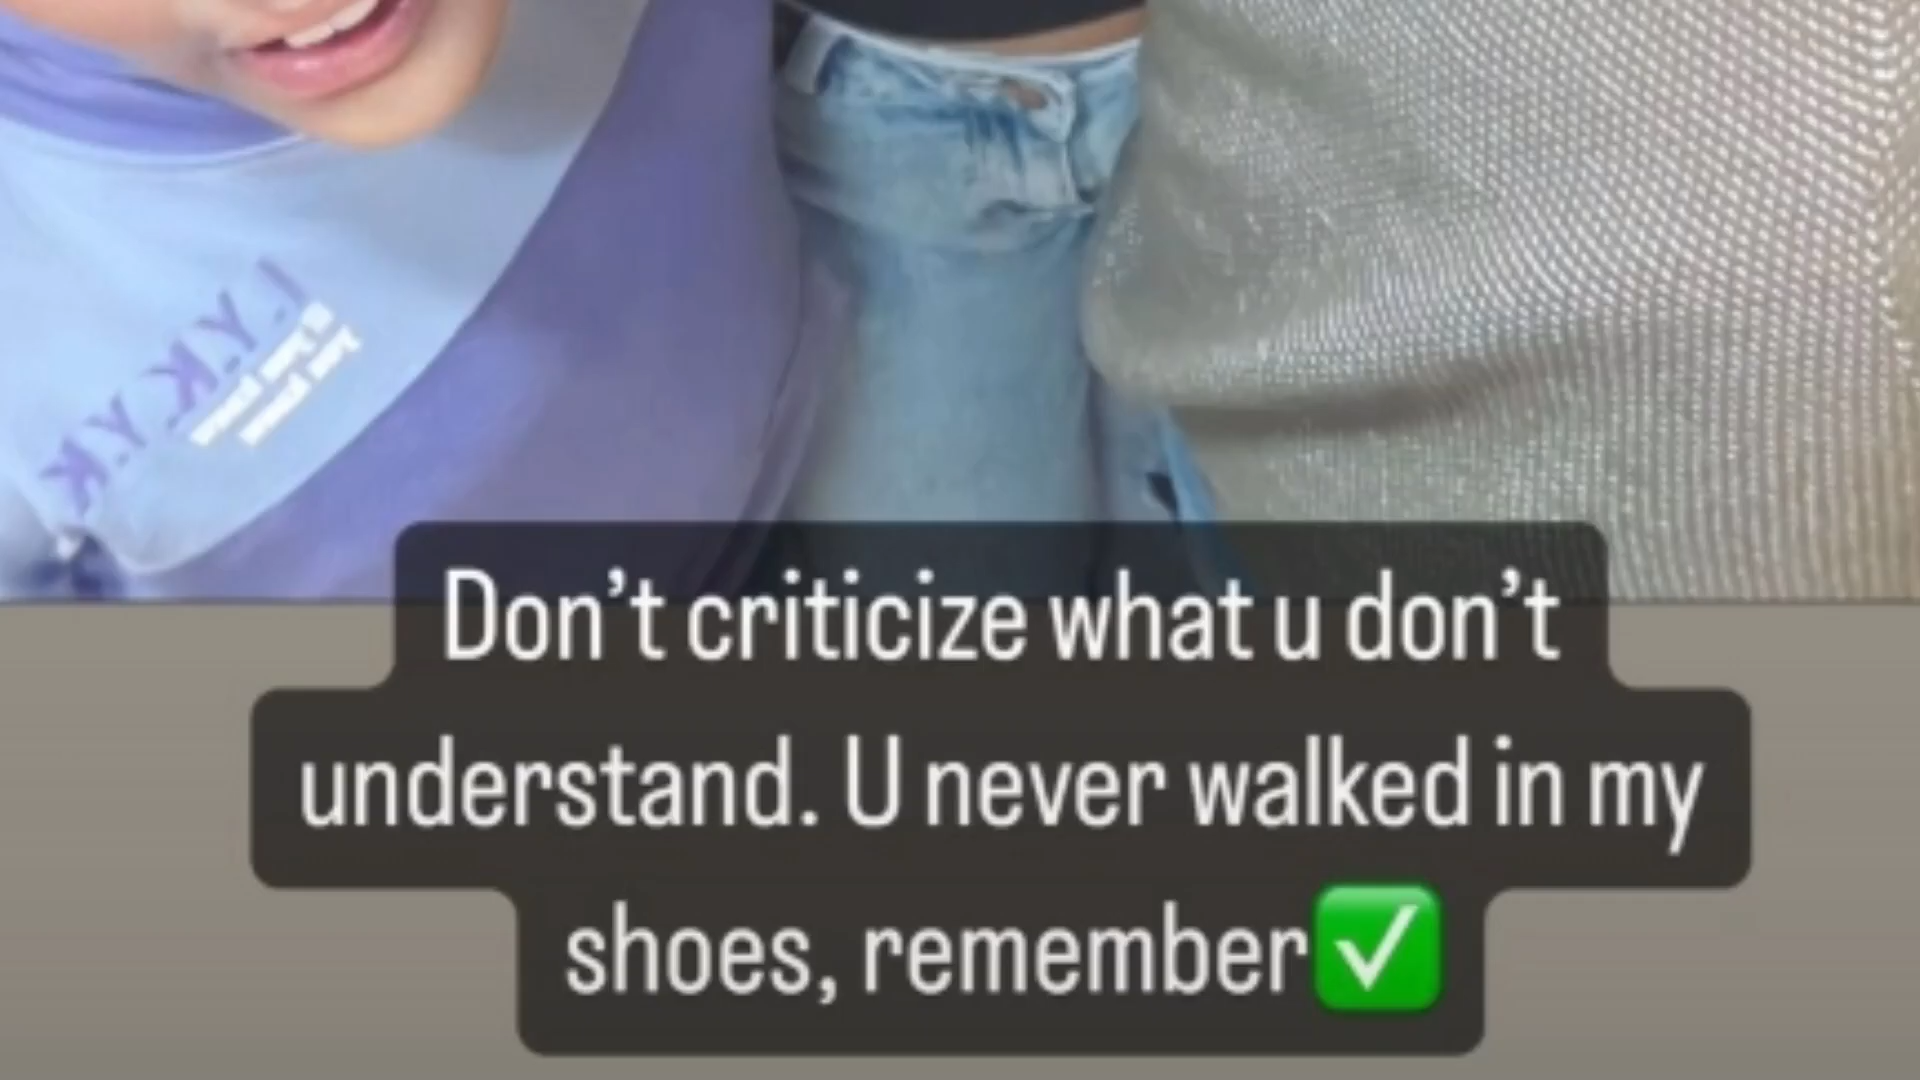 Don’t criticize what u don’t
understand. U never walked in my
shoes, remember✅